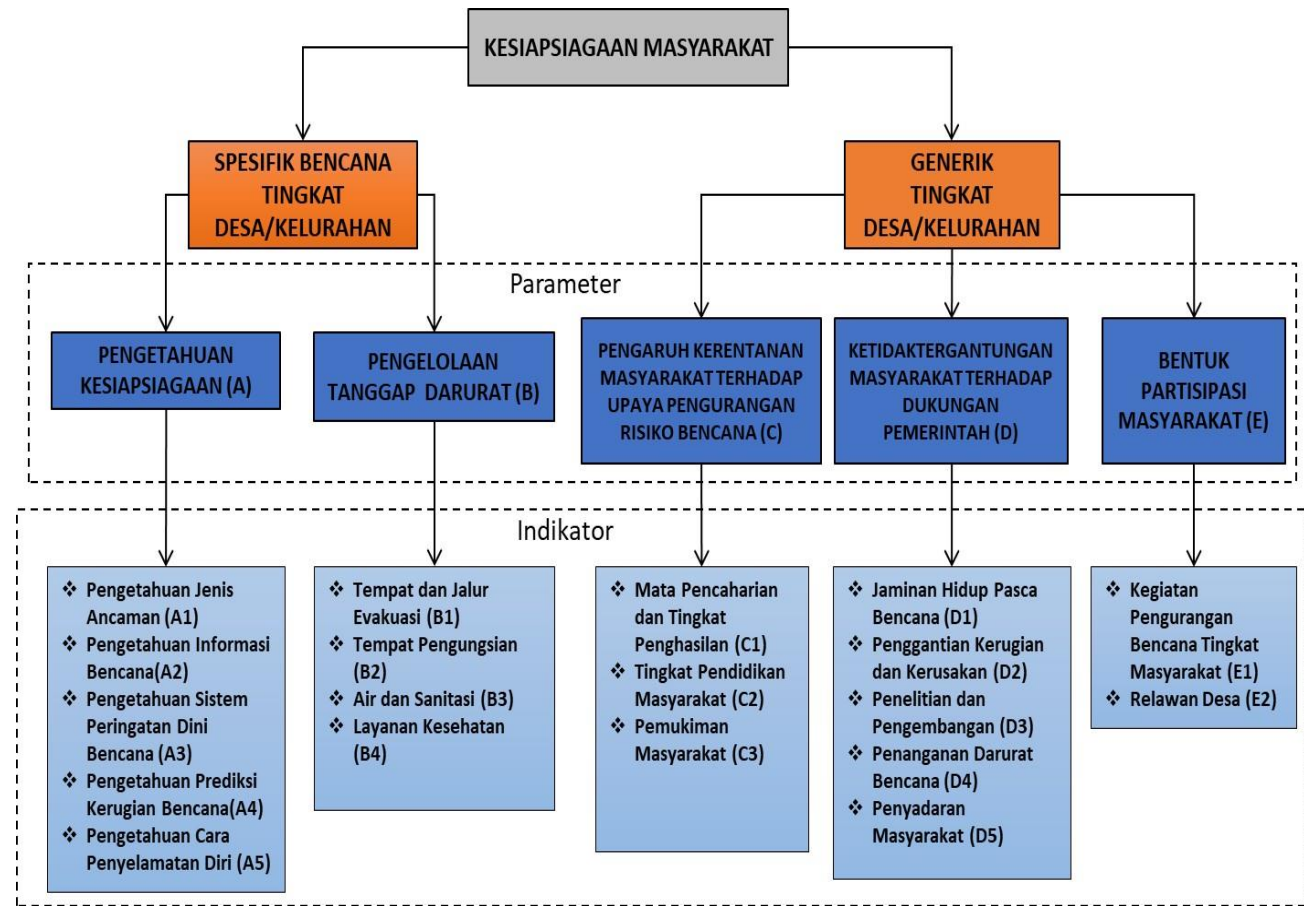 KESIAPSIAGAAN MASYARAKAT
SPESIFIK BENCANA
TINGKAT
DESA/KELURAHAN
GENERIK
TINGKAT
DESA/KELURAHAN
Parameter
PENGETAHUAN
KESIAPSIAGAAN (A)
PENGELOLAAN
TANGGAP DARURAT (B)
PENGARUH KERENTANAN
MASYARAKAT TERHADAP
UPAYA PENGURANGAN
RISIKO BENCANA (C)
KETIDAKTERGANTUNGAN
MASYARAKAT TERHADAP
DUKUNGAN
PEMERINTAH (D)
BENTUK
PARTISIPASI
MASYARAKAT (E)
Indikator
❖ Pengetahuan Jenis
Ancaman (A1)
❖ Pengetahuan Informasi
Bencana(A2)
❖ Pengetahuan Sistem
Peringatan Dini
Bencana (A3)
❖ Pengetahuan Prediksi
Kerugian Bencana(A4)
❖ Pengetahuan Cara
Penyelamatan Diri (A5)
❖ Tempat dan Jalur
Evakuasi (B1)
❖ Tempat Pengungsian
(B2)
❖ Air dan Sanitasi (B3)
❖ Layanan Kesehatan
(B4)
❖ Mata Pencaharian
dan Tingkat
Penghasilan (C1)
❖ Tingkat Pendidikan
Masyarakat (C2)
❖ Pemukiman
Masyarakat (C3)
❖ Jaminan Hidup Pasca
Bencana (D1)
❖ Penggantian Kerugian
dan Kerusakan (D2)
❖ Penelitian dan
Pengembangan (D3)
❖ Penanganan Darurat
Bencana (D4)
❖ Penyadaran
Masyarakat (D5)
❖ Kegiatan
Pengurangan
Bencana Tingkat
Masyarakat (E1)
❖ Relawan Desa (E2)